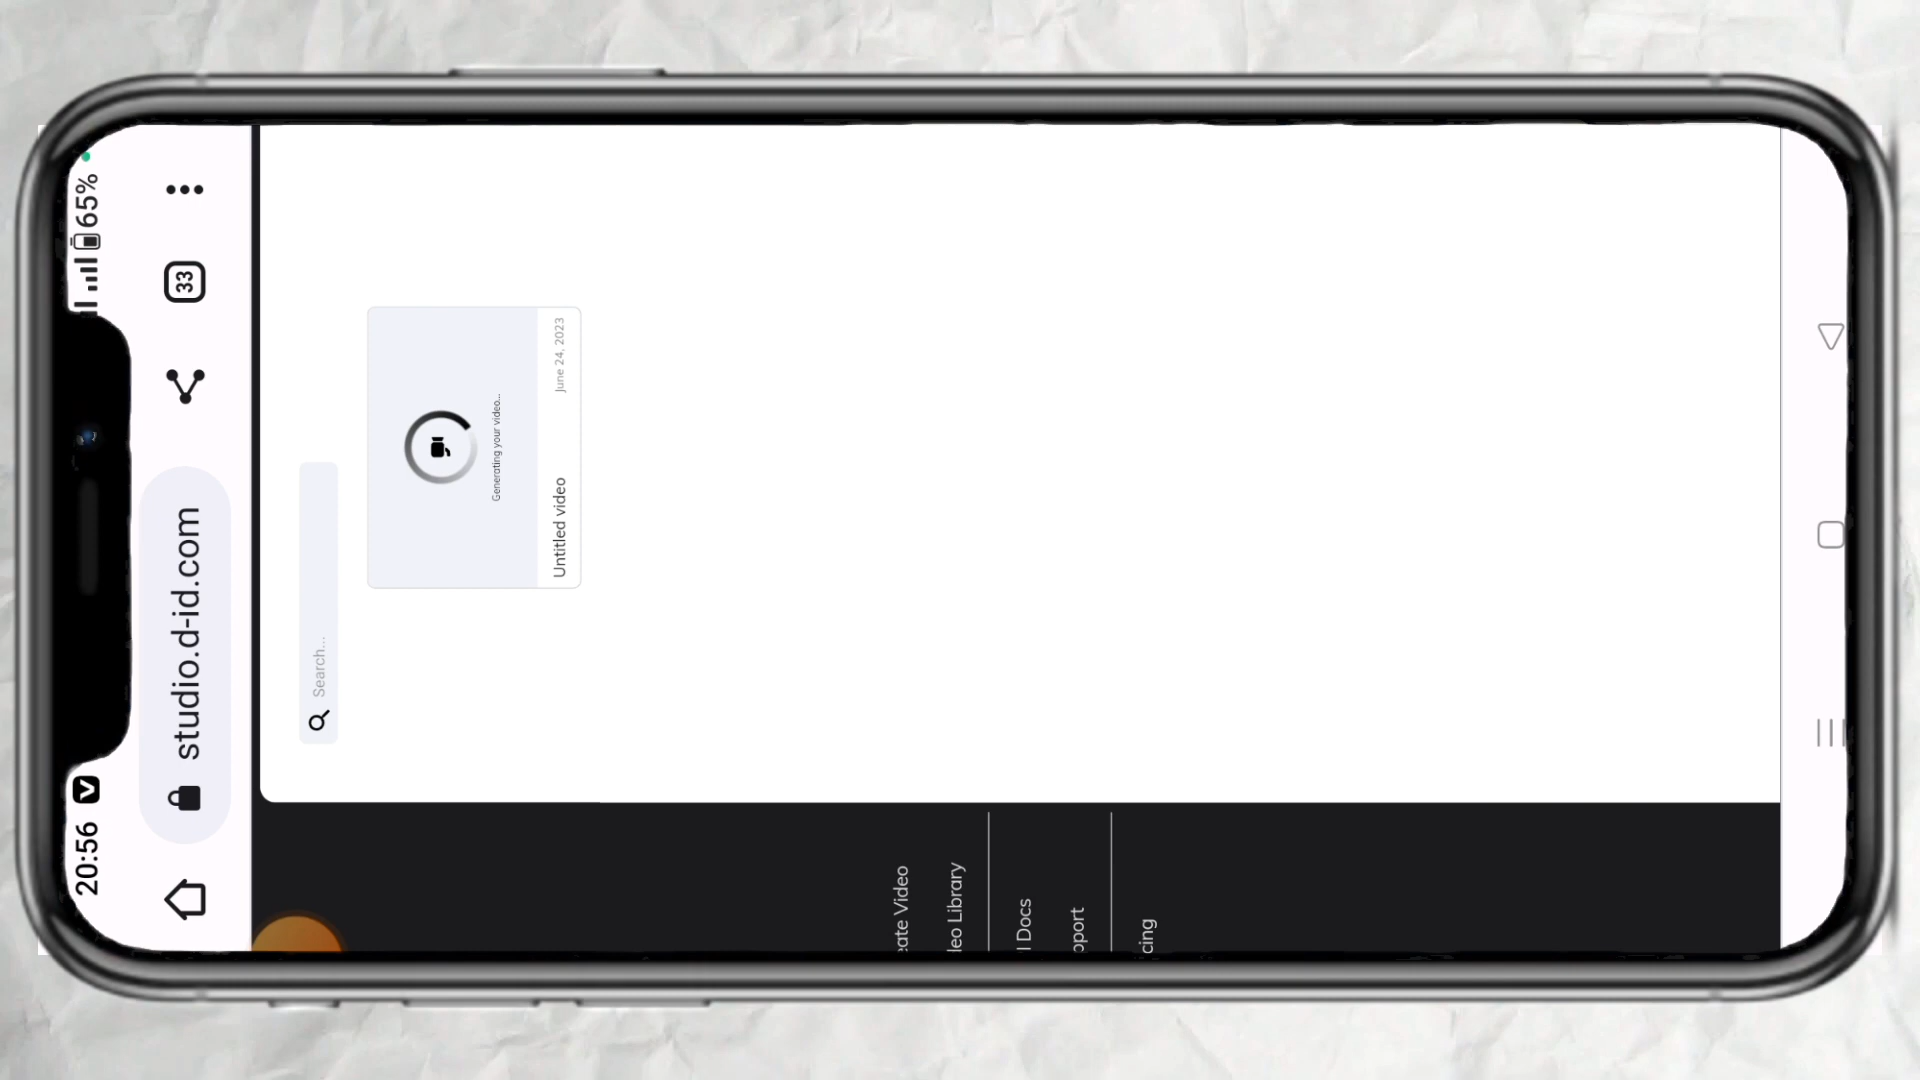 20:56
65%
studio.d-id.com
33
Search...
Generating your video...
Untitled video
June 24, 2023
eate Video
leo Library
I Docs
pport
cing